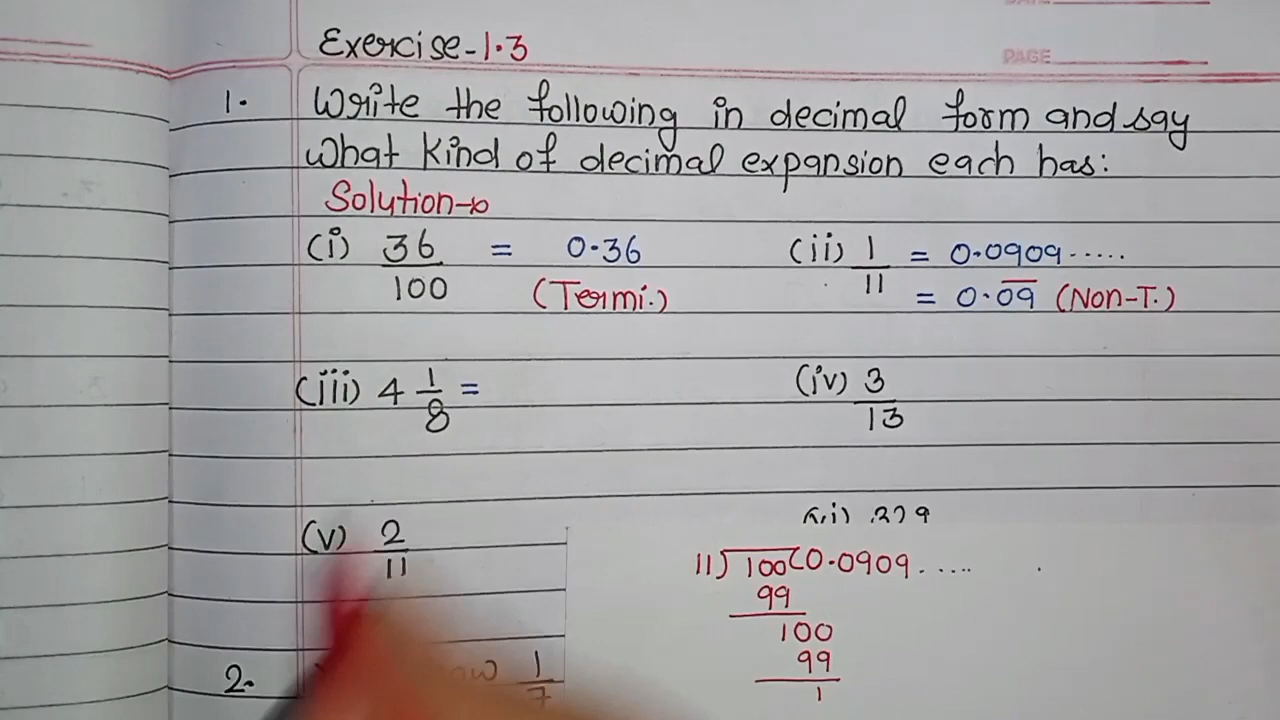 Exercise-1.3
PAGE
1. Write the following in decimal form and say
what kind of decimal expansion each has:
Solution→
(i) 36/100 = 0.36 (Termi.)
(ii) 1/11 = 0.0909.....
= 0.0̅9̅ (Non-T.)
(iii) 4 1/8 =
(iv) 3/13
(v) 2/11
11)100(0.0909.....
99
100
99
1
2. 1/7